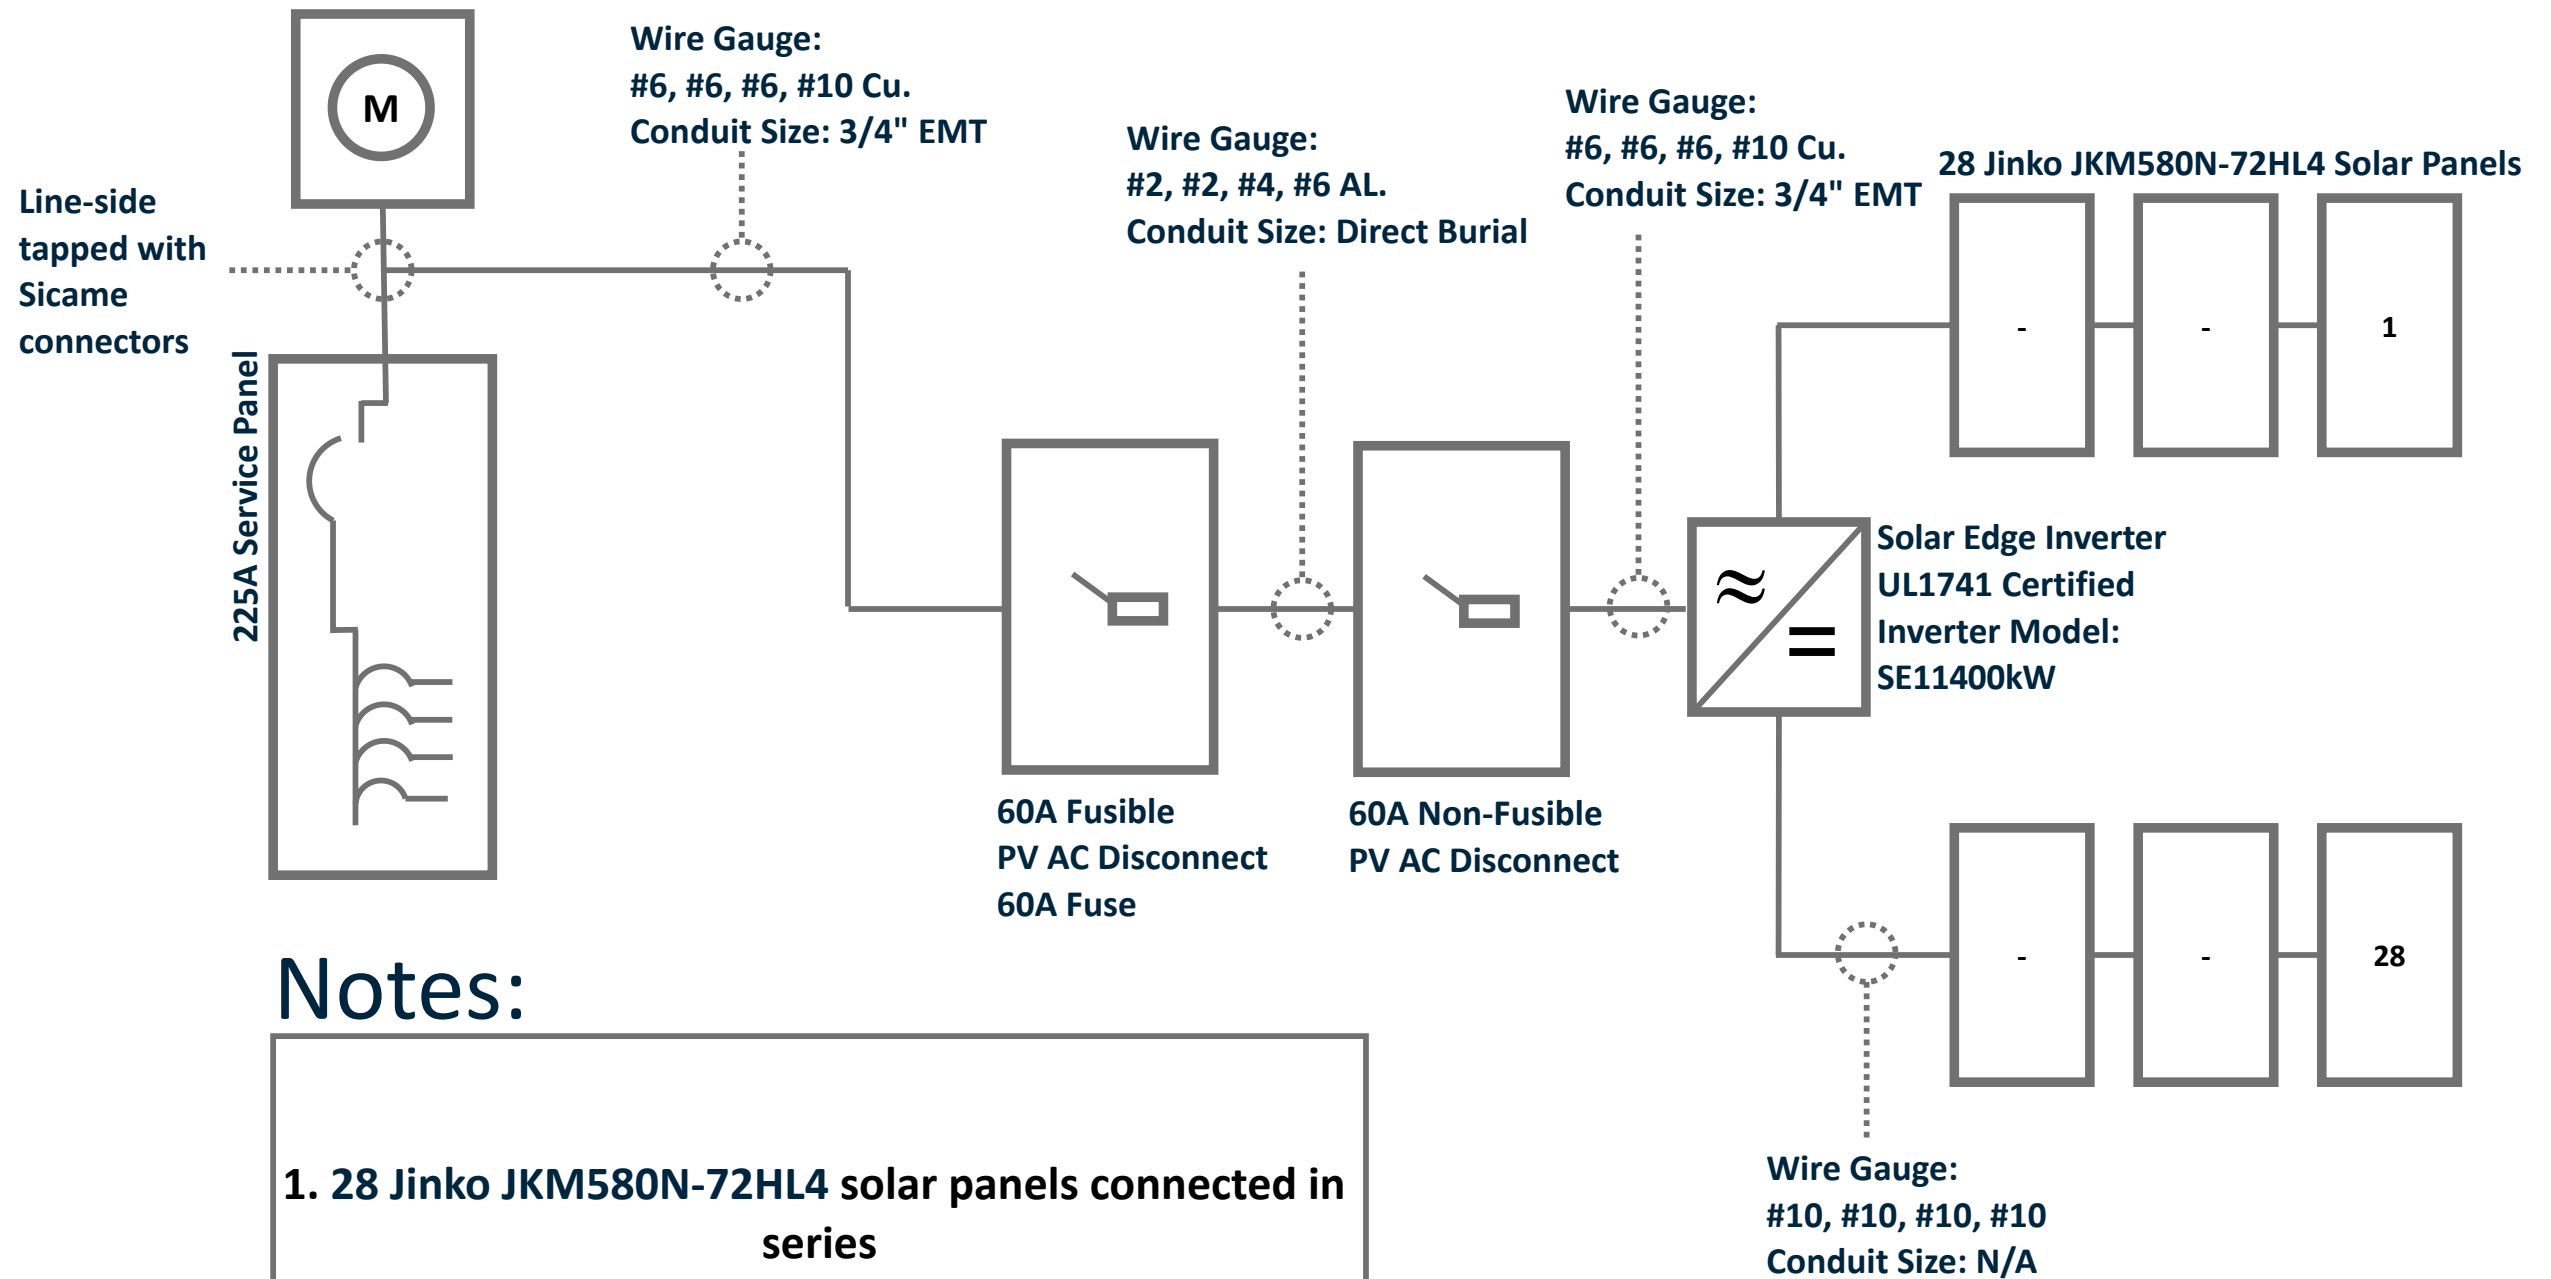 M
Wire Gauge:
#6, #6, #6, #10 Cu.
Conduit Size: 3/4" EMT
Line-side
tapped with
Sicame
connectors
Wire Gauge:
#2, #2, #4, #6 AL.
Conduit Size: Direct Burial
Wire Gauge:
#6, #6, #6, #10 Cu.
Conduit Size: 3/4" EMT
28 Jinko JKM580N-72HL4 Solar Panels
-
-
1
225A Service Panel
≈
=
Solar Edge Inverter
UL1741 Certified
Inverter Model:
SE11400kW
60A Fusible
PV AC Disconnect
60A Fuse
60A Non-Fusible
PV AC Disconnect
-
-
28
Wire Gauge:
#10, #10, #10, #10
Conduit Size: N/A
Notes:
1. 28 Jinko JKM580N-72HL4 solar panels connected in
series